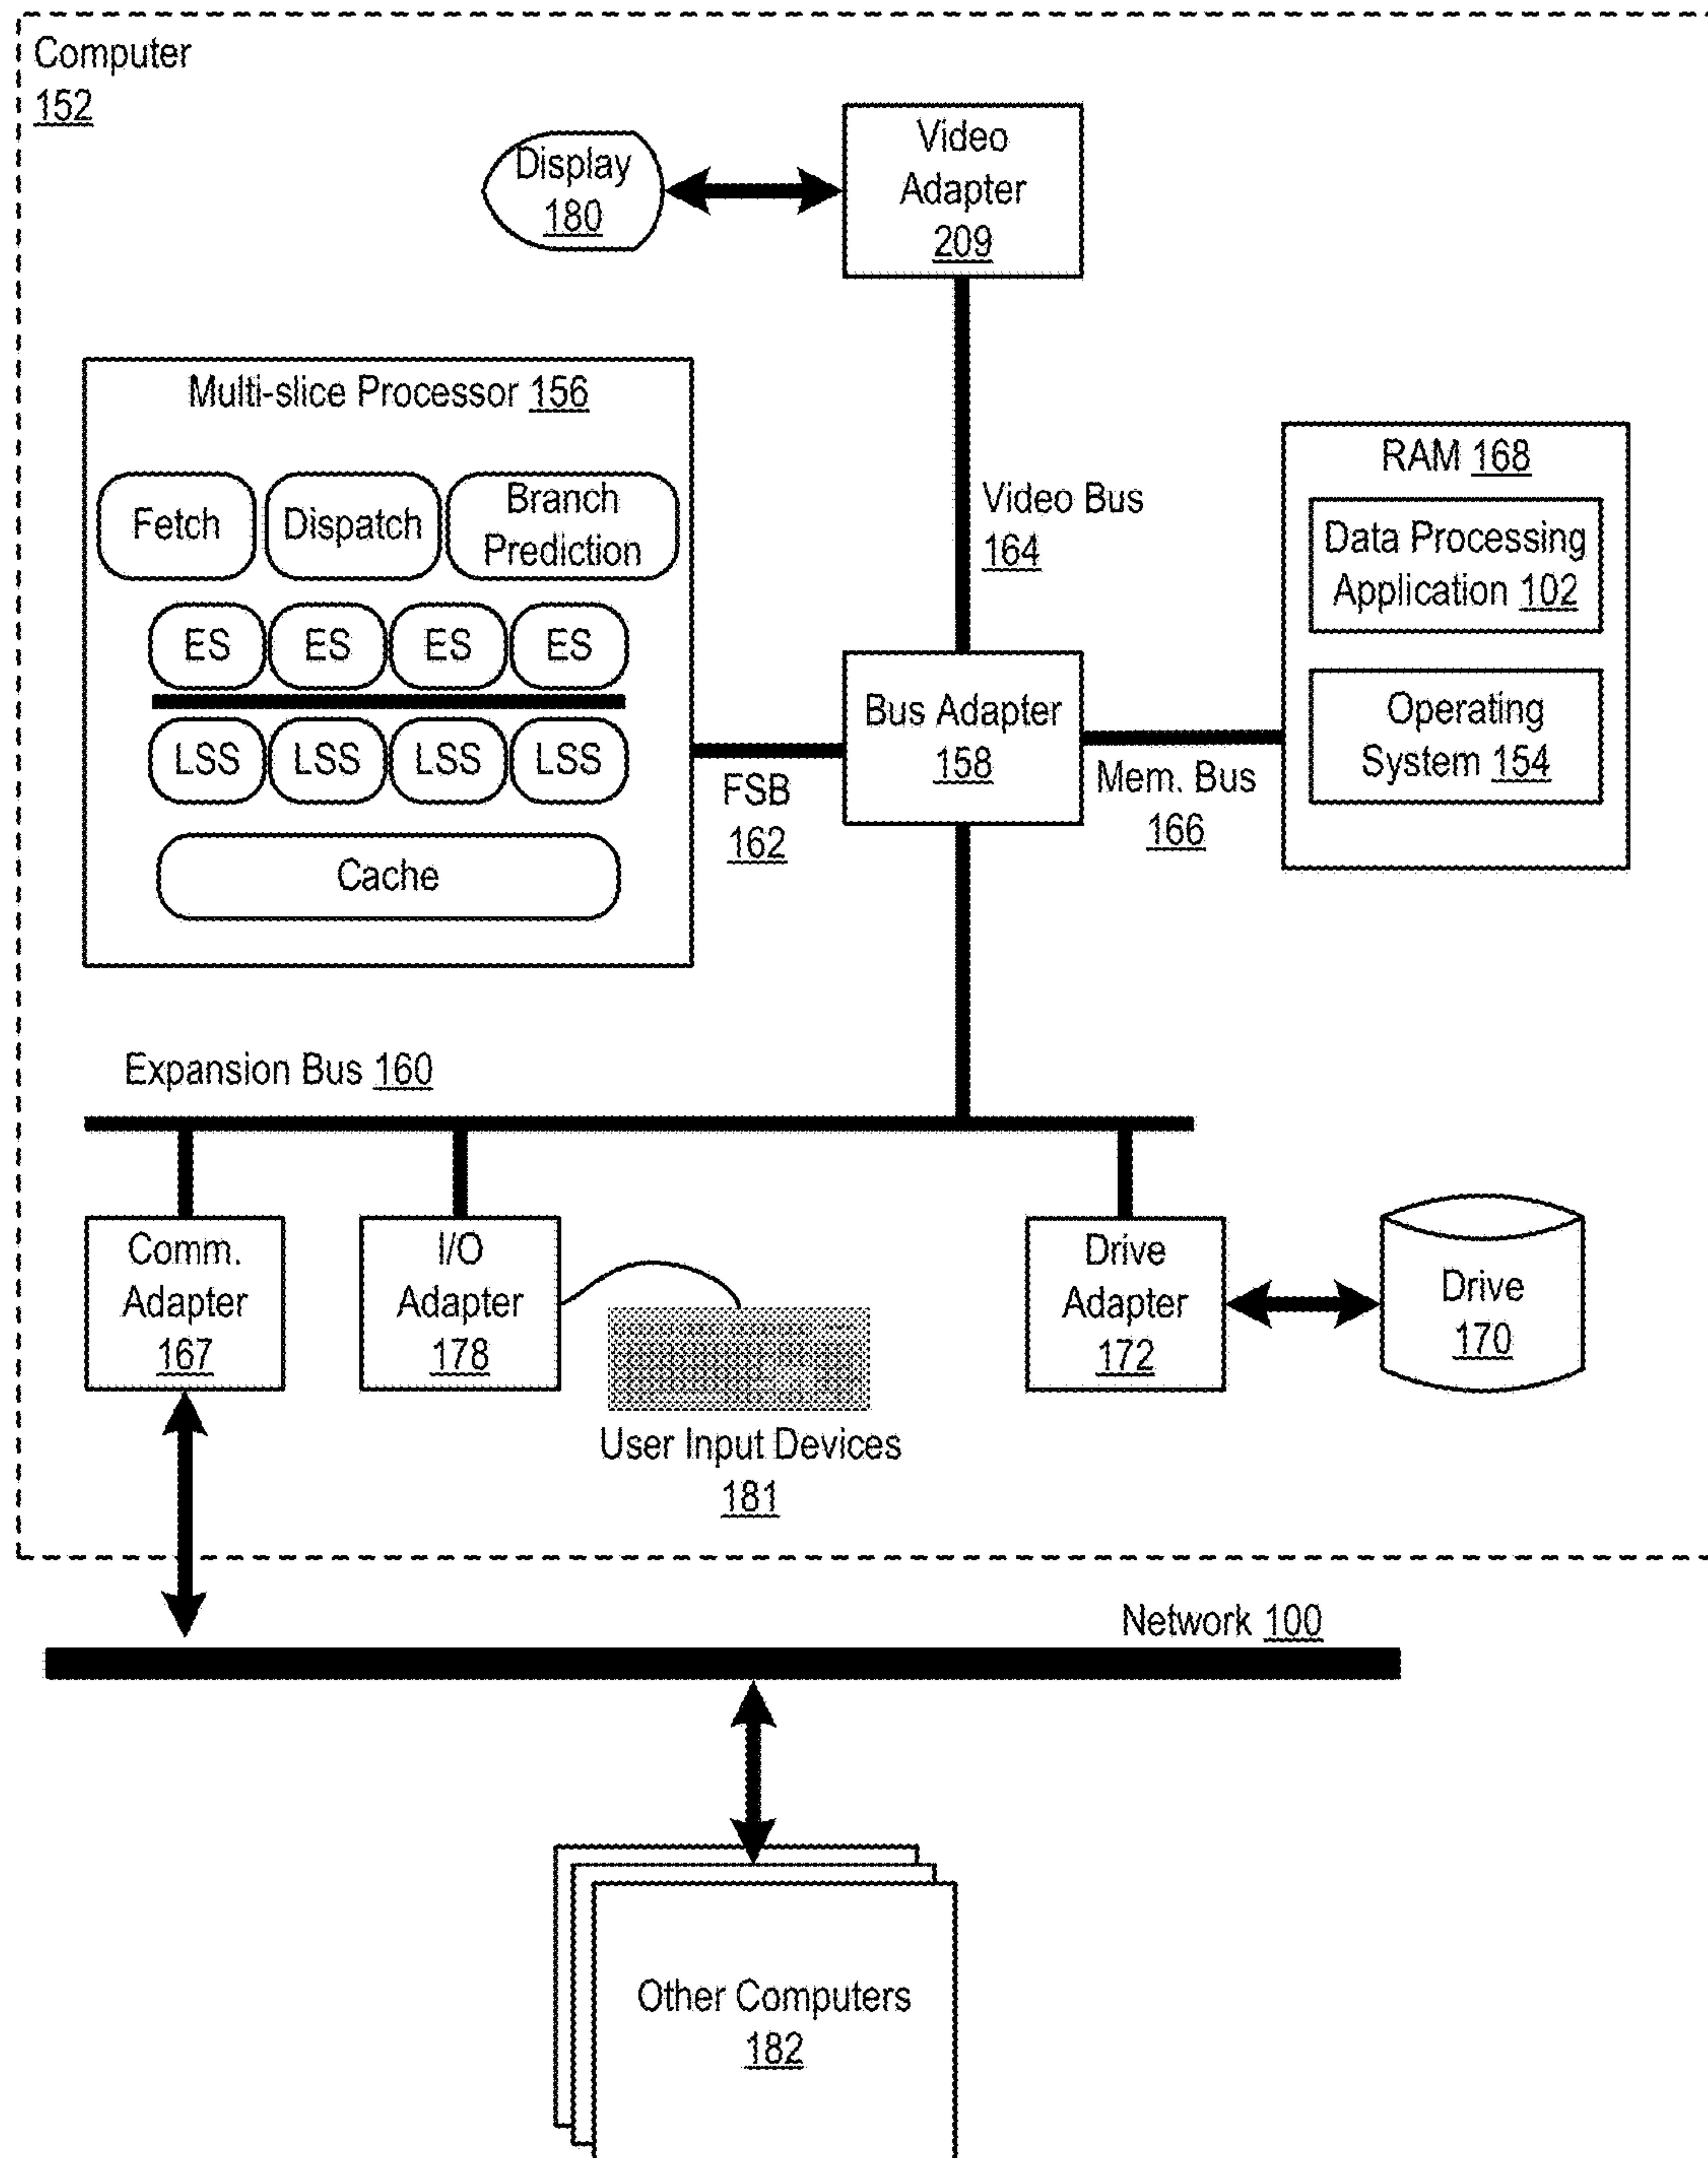 Computer
152
Display
180
Video
Adapter
209
Multi-slice Processor 156
Fetch
Dispatch
Branch
Prediction
ES
ES
ES
ES
LSS
LSS
LSS
LSS
Cache
Video Bus
164
RAM 168
Data Processing
Application 102
Operating
System 154
Bus Adapter
158
FSB
162
Mem. Bus
166
Expansion Bus 160
Comm.
Adapter
167
I/O
Adapter
178
User Input Devices
181
Drive
Adapter
172
Drive
170
Network 100
Other Computers
182